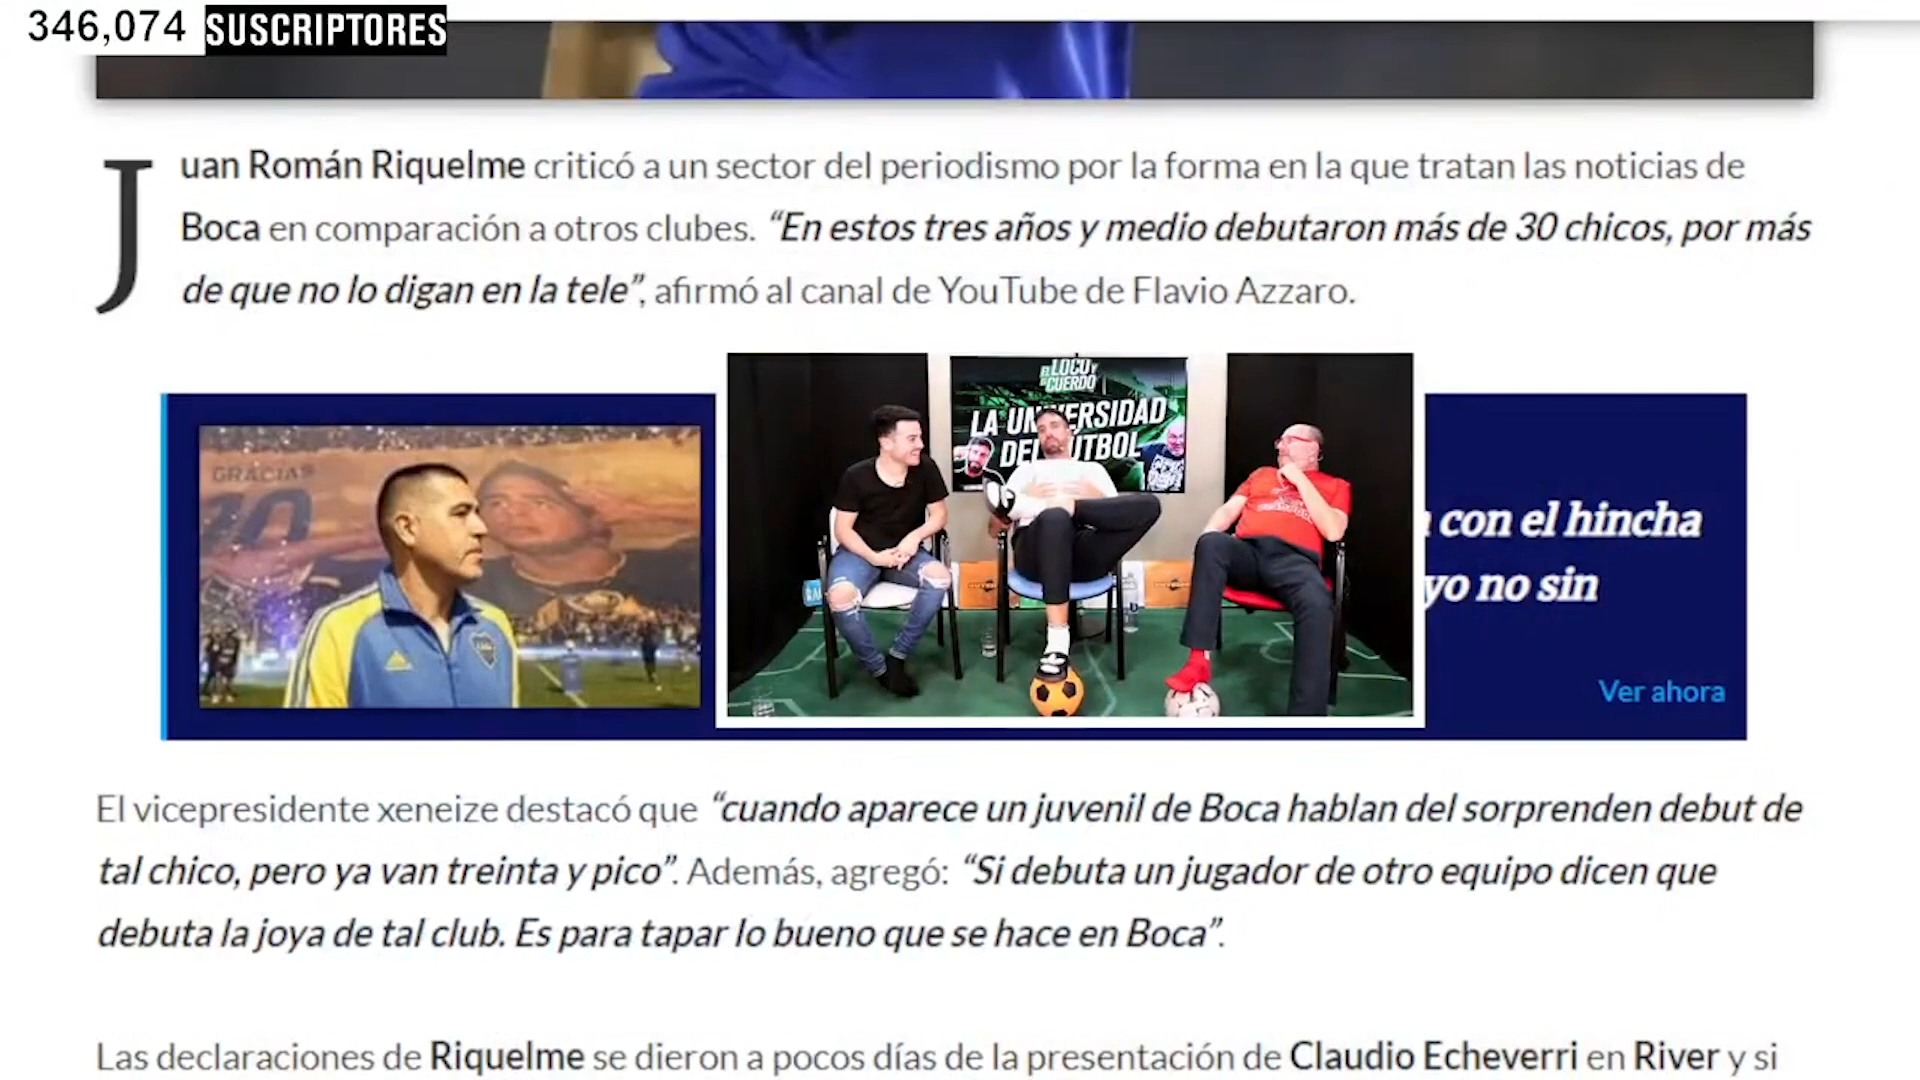 346,074 SUSCRIPTORES
Juan Román Riquelme criticó a un sector del periodismo por la forma en la que tratan las noticias de
Boca en comparación a otros clubes. “En estos tres años y medio debutaron más de 30 chicos, por más
de que no lo digan en la tele”, afirmó al canal de YouTube de Flavio Azzaro.
GRACIAS
10
EL LOCO Y
EL CUERDO
LA UNIVERSIDAD
DEL FÚTBOL
con el hincha
yo no sin
Ver ahora
El vicepresidente xeneize destacó que “cuando aparece un juvenil de Boca hablan del sorprenden debut de
tal chico, pero ya van treinta y pico”. Además, agregó: “Si debuta un jugador de otro equipo dicen que
debuta la joya de tal club. Es para tapar lo bueno que se hace en Boca”.
Las declaraciones de Riquelme se dieron a pocos días de la presentación de Claudio Echeverri en River y si